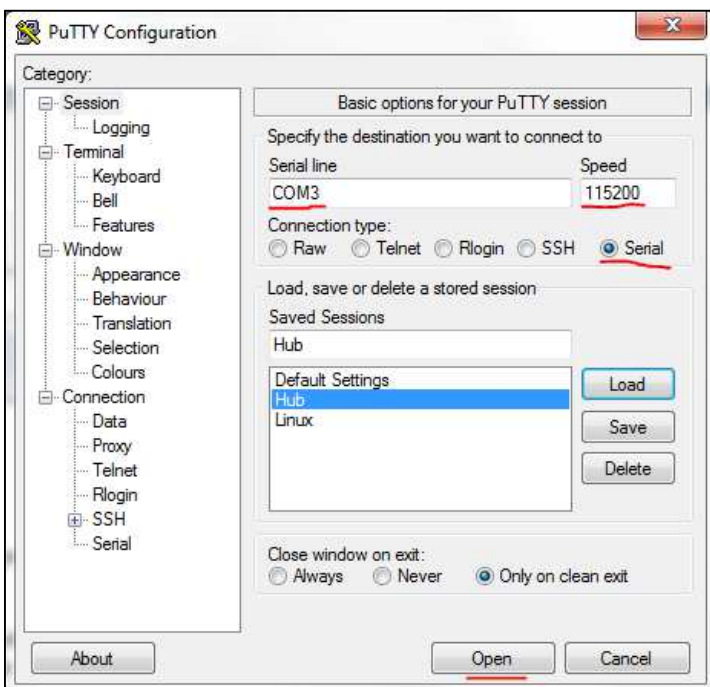 PuTTY Configuration
Category:
Session
Logging
Terminal
Keyboard
Bell
Features
Window
Appearance
Behaviour
Translation
Selection
Colours
Connection
Data
Proxy
Telnet
Rlogin
SSH
Serial
Basic options for your PuTTY session
Specify the destination you want to connect to
Serial line Speed
COM3 115200
Connection type:
Raw Telnet Rlogin SSH Serial
Load, save or delete a stored session
Saved Sessions
Hub
Default Settings
Hub
Linux
Load
Save
Delete
Close window on exit:
Always Never Only on clean exit
About Open Cancel